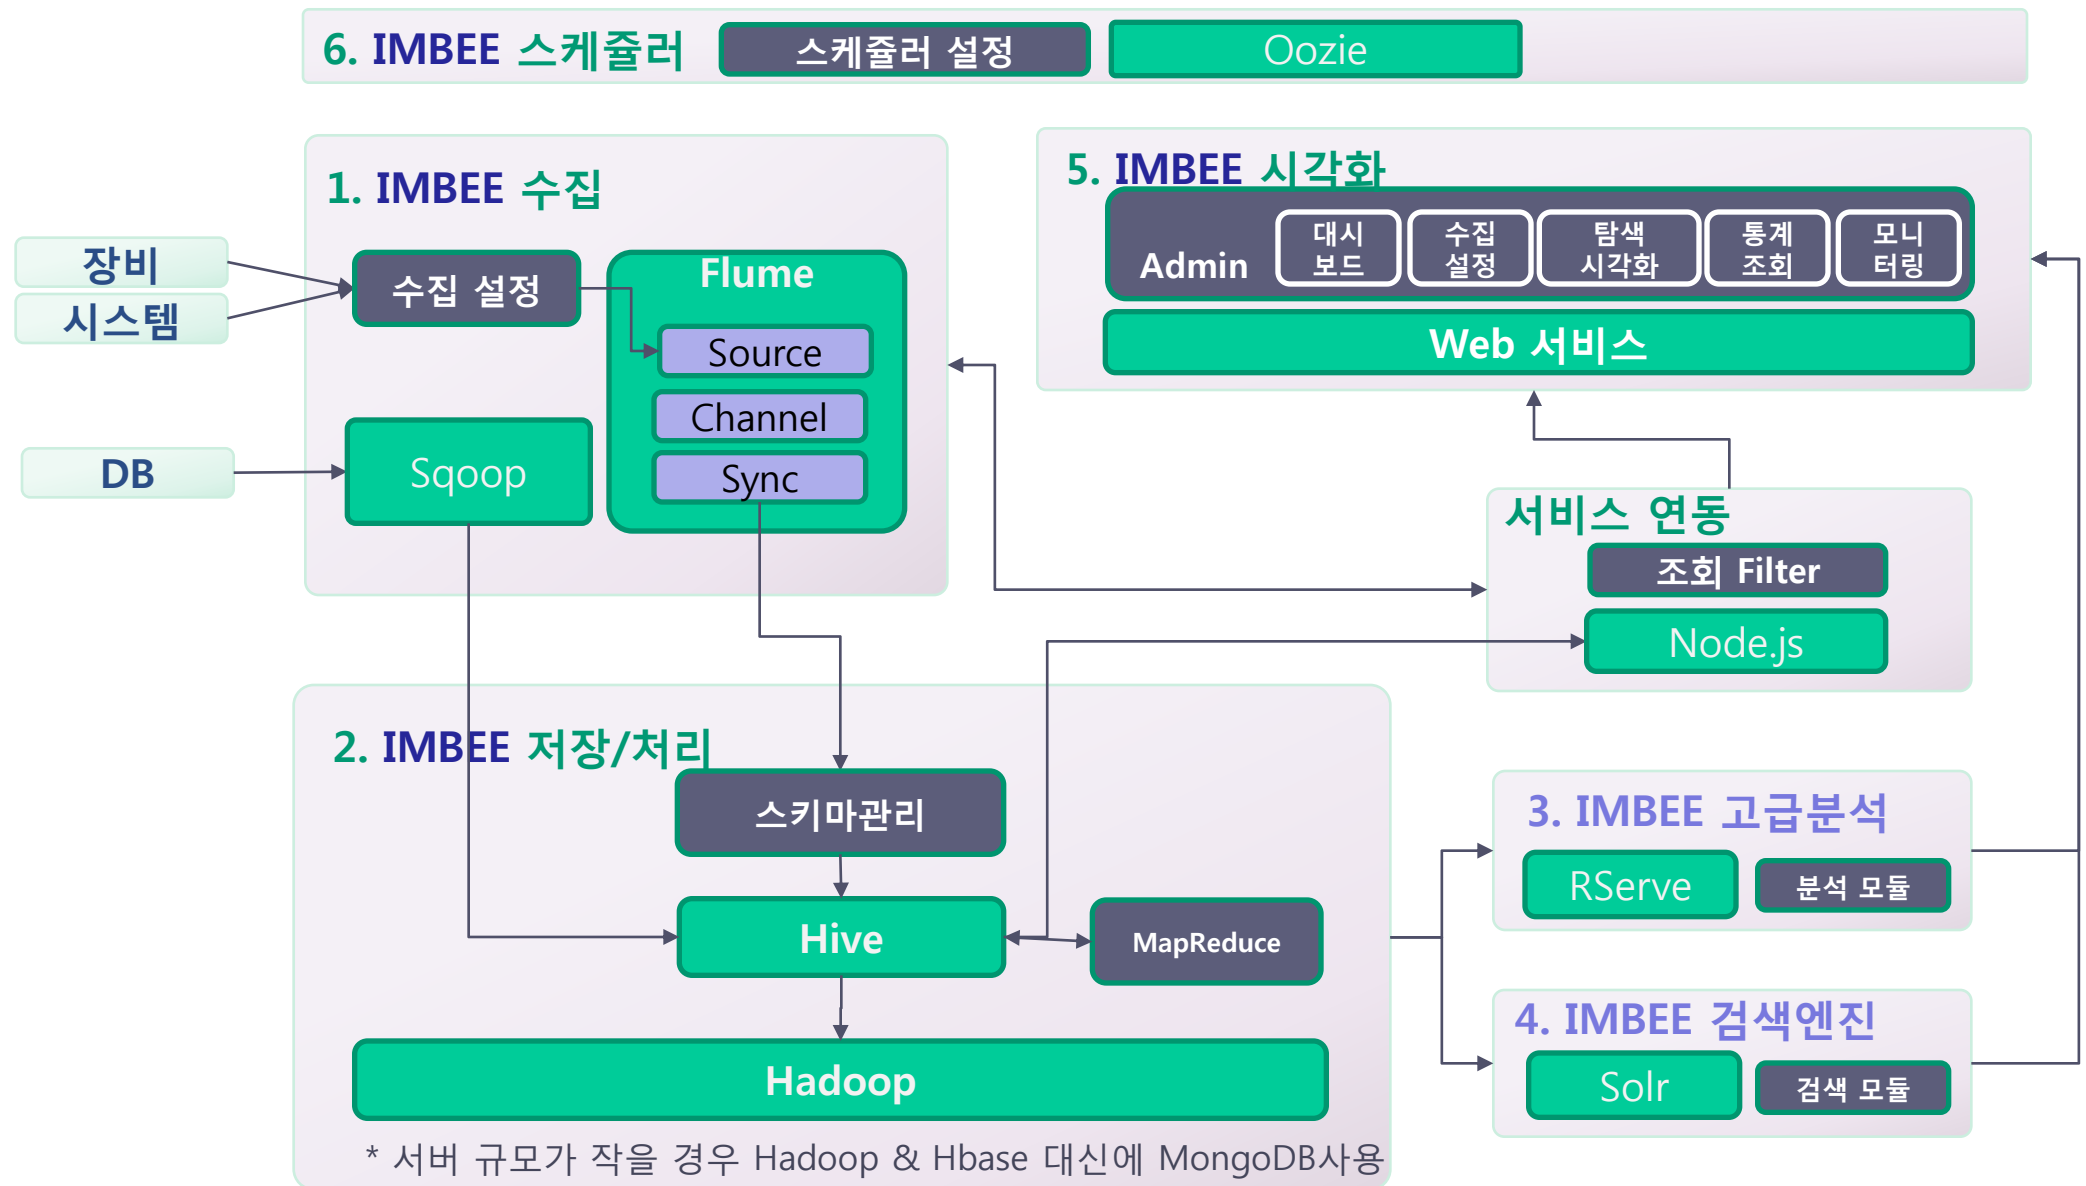 6. IMBEE 스케쥴러
스케쥴러 설정
Oozie
1. IMBEE 수집
장비
시스템
수집 설정
Flume
Source
Channel
Sync
DB
Sqoop
5. IMBEE 시각화
Admin
대시
보드
수집
설정
탐색
시각화
통계
조회
모니
터링
Web 서비스
서비스 연동
조회 Filter
Node.js
2. IMBEE 저장/처리
스키마관리
Hive
MapReduce
Hadoop
* 서버 규모가 작을 경우 Hadoop & Hbase 대신에 MongoDB사용
3. IMBEE 고급분석
RServe
분석 모듈
4. IMBEE 검색엔진
Solr
검색 모듈